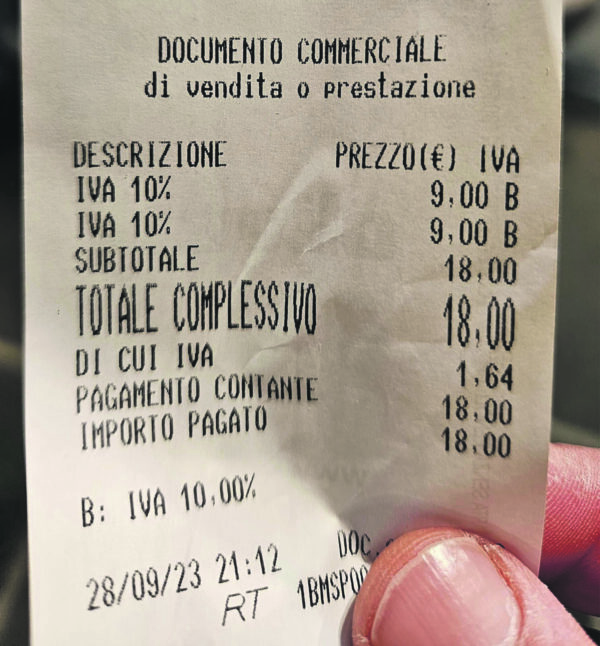 DOCUMENTO COMMERCIALE
di vendita o prestazione
DESCRIZIONE PREZZO(€) IVA
IVA 10% 9,00 B
IVA 10% 9,00 B
SUBTOTALE 18,00
TOTALE COMPLESSIVO 18,00
DI CUI IVA 1,64
PAGAMENTO CONTANTE 18,00
IMPORTO PAGATO 18,00
B: IVA 10,00%
28/09/23 21:12 DOC.
RT